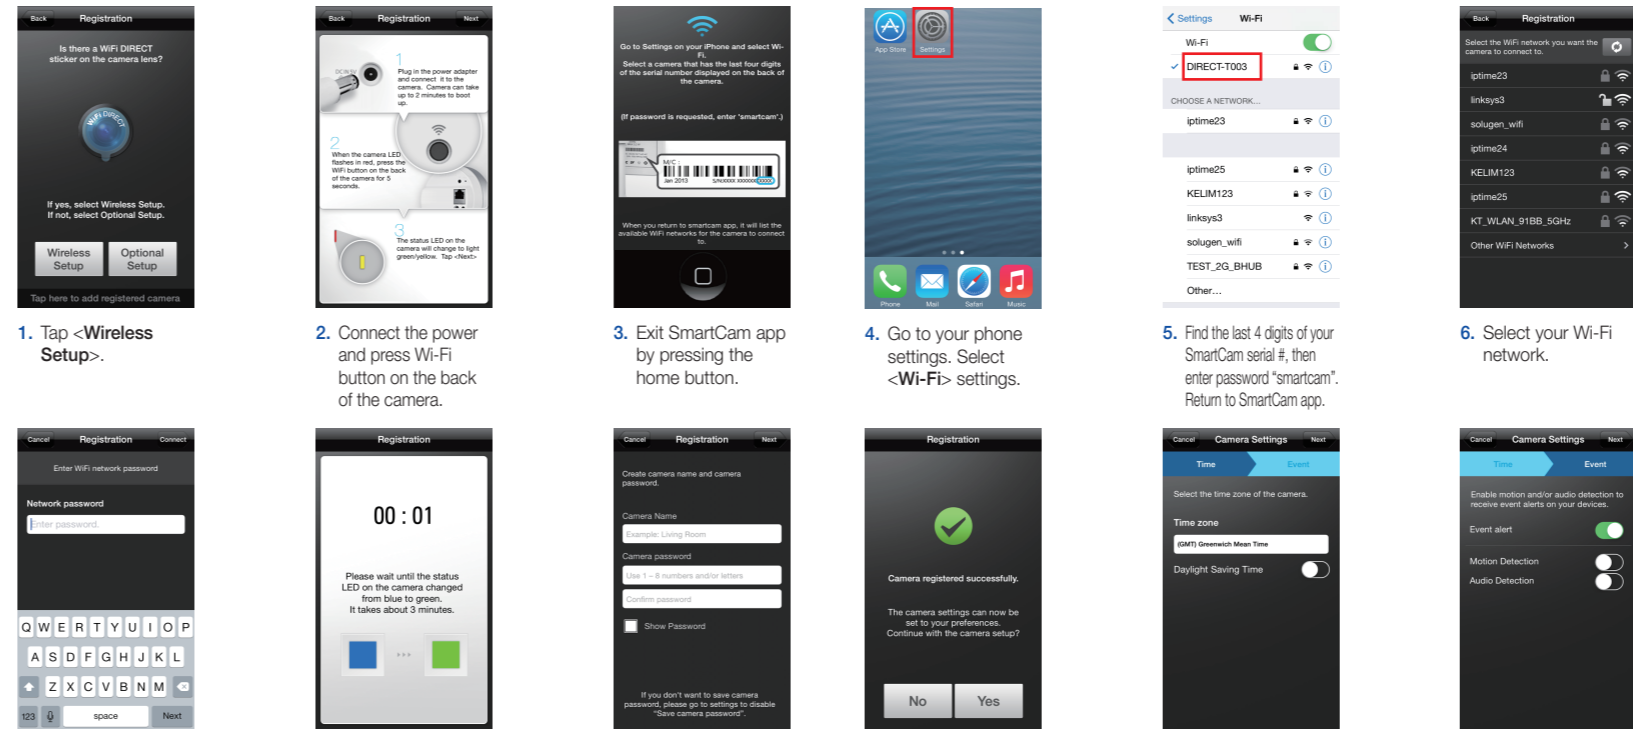 Back Registration
Is there a WiFi DIRECT
sticker on the camera lens?
WiFi DIRECT
If yes, select Wireless Setup.
If not, select Optional Setup.
Wireless
Setup
Optional
Setup
Tap here to add registered camera
1. Tap <Wireless
Setup>.
Back Registration Next
1
Plug in the power adapter
and connect it to the
camera. Camera can take
up to 2 minutes to boot
up.
2
When the camera LED
flashes in red, press the
WiFi button on the back
of the camera for 5
seconds.
3
The status LED on the
camera will change to light
green/yellow. Tap <Next>
2. Connect the power
and press Wi-Fi
button on the back
of the camera.
Go to Settings on your iPhone and select Wi-
Fi.
Select a camera that has the last four digits
of the serial number displayed on the back of
the camera.
(If password is requested, enter 'smartcam'.)
M/C :
Jan 2013
When you return to smartcam app, it will list the
available WiFi networks for the camera to connect
to.
3. Exit SmartCam app
by pressing the
home button.
App Store Settings
Phone Mail Safari Music
4. Go to your phone
settings. Select
<Wi-Fi> settings.
Settings Wi-Fi
Wi-Fi
DIRECT-T003
CHOOSE A NETWORK...
iptime23
iptime25
KELIM123
linksys3
solugen_wifi
TEST_2G_BHUB
Other...
5. Find the last 4 digits of your
SmartCam serial #, then
enter password “smartcam”.
Return to SmartCam app.
Back Registration
Select the WiFi network you want the
camera to connect to.
iptime23
linksys3
solugen_wifi
iptime24
KELIM123
iptime25
KT_WLAN_91BB_5GHz
Other WiFi Networks
6. Select your Wi-Fi
network.
Cancel Registration Connect
Enter WiFi network password
Network password
Enter password.
Q W E R T Y U I O P
A S D F G H J K L
Z X C V B N M
123 space Next
Registration
00 : 01
Please wait until the status
LED on the camera changed
from blue to green.
It takes about 3 minutes.
Cancel Registration Next
Create camera name and camera
password.
Camera Name
Example: Living Room
Camera password
Use 1 – 8 numbers and/or letters
Confirm password
Show Password
If you don't want to save camera
password, please go to settings to disable
“Save camera password”.
Registration
Camera registered successfully.
The camera settings can now be
set to your preferences.
Continue with the camera setup?
No Yes
Cancel Camera Settings Next
Time Event
Select the time zone of the camera.
Time zone
(GMT) Greenwich Mean Time
Daylight Saving Time
Cancel Camera Settings Next
Time Event
Enable motion and/or audio detection to
receive event alerts on your devices.
Event alert
Motion Detection
Audio Detection